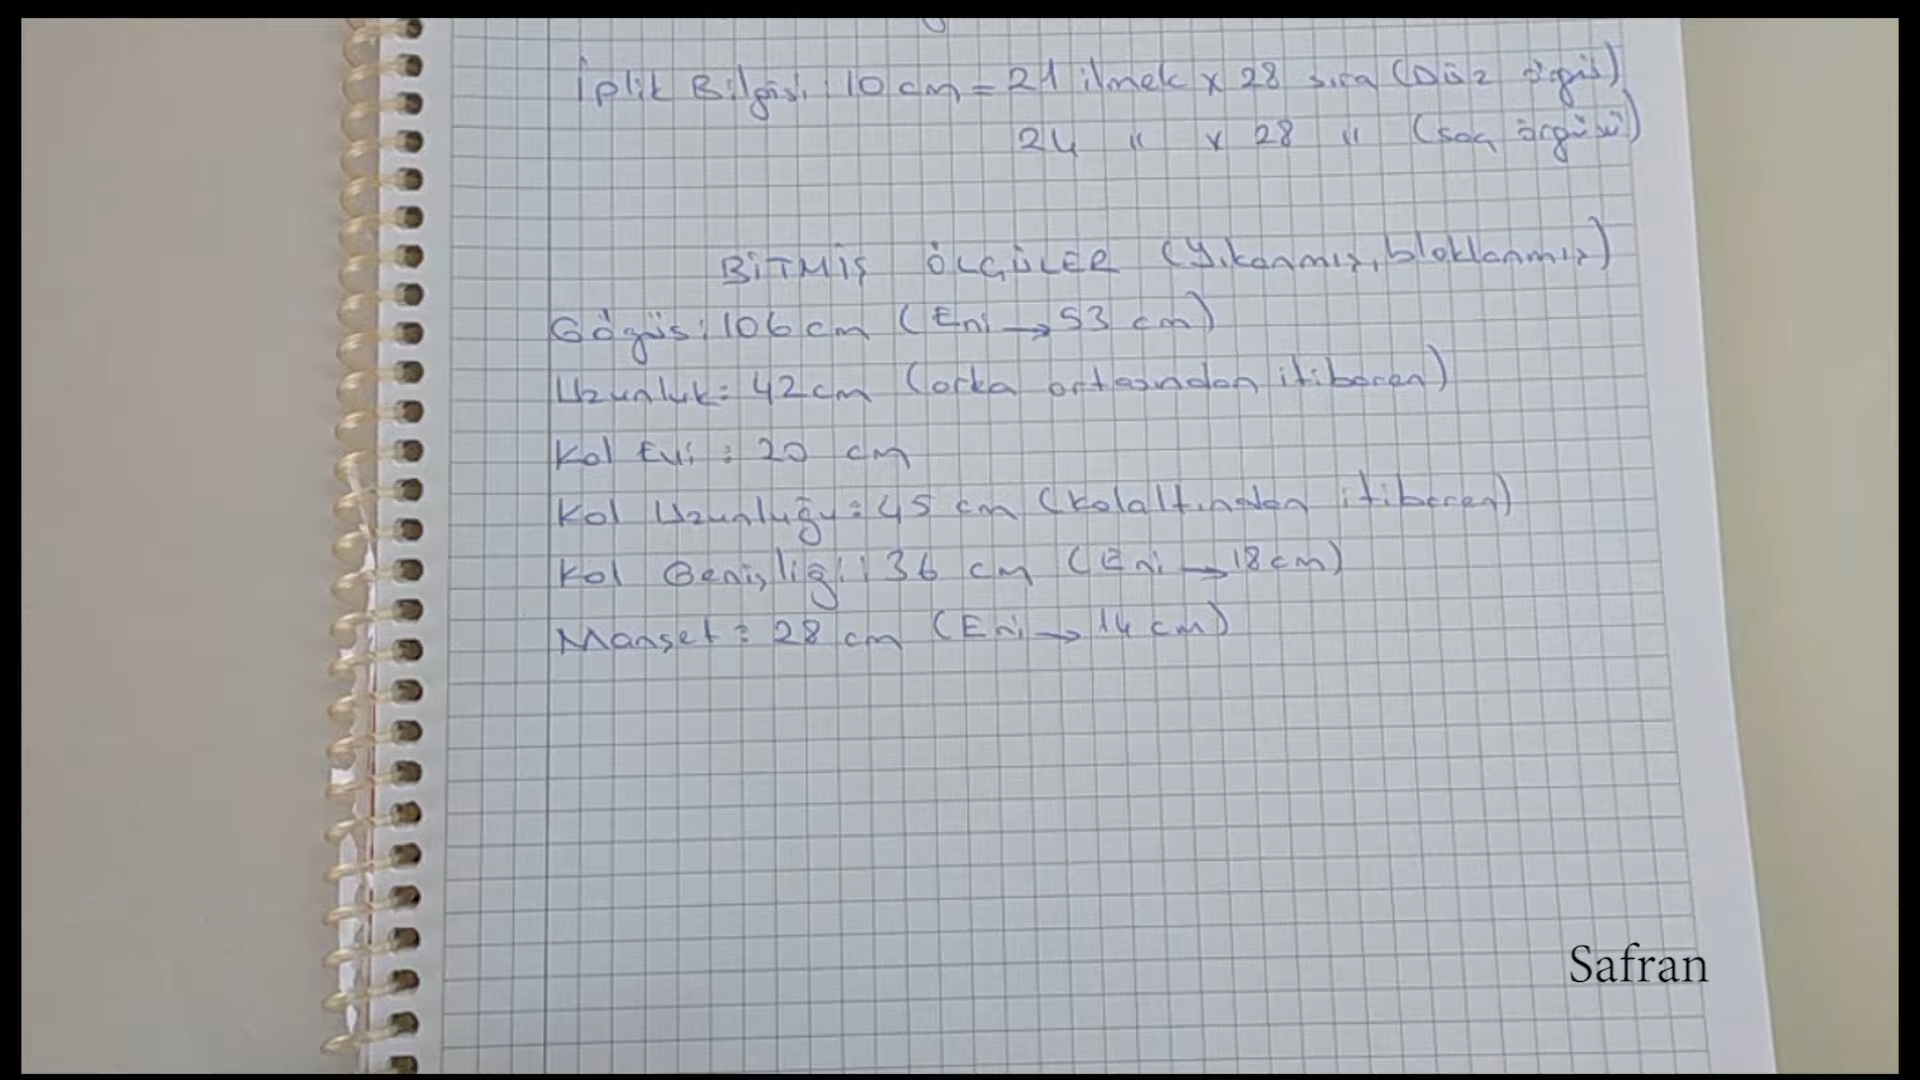 İplik Bilgisi: 10 cm = 21 ilmek x 28 sıra (Düz örgü)
24 " x 28 " (saç örgüsü)
BİTMİŞ ÖLÇÜLER (Yıkanmış, bloklanmış)
Göğüs: 106 cm (Eni → 53 cm)
Uzunluk: 42 cm (arka ortasından itibaren)
Kol Evi: 20 cm
Kol Uzunluğu: 45 cm (kolaltından itibaren)
Kol Genişliği: 36 cm (Eni → 18 cm)
Manşet: 28 cm (Eni → 14 cm)
Safran